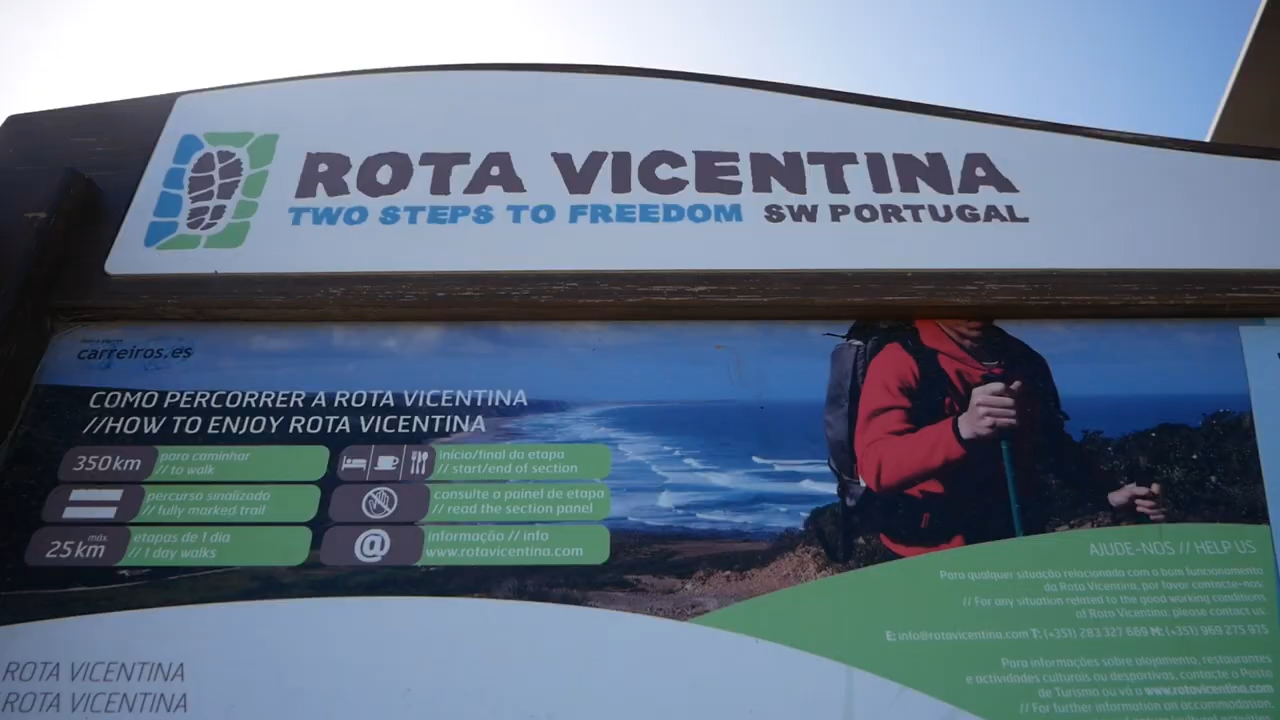 ROTA VICENTINA
TWO STEPS TO FREEDOM SW PORTUGAL
carreiros.es
COMO PERCORRER A ROTA VICENTINA
//HOW TO ENJOY ROTA VICENTINA
350km
para caminhar
// to walk
início/final da etapa
// start/end of section
percurso sinalizado
// fully marked trail
consulte o painel de etapa
// read the section panel
máx.
25km
etapas de 1 dia
// 1 day walks
@
informação // info
www.rotavicentina.com
AJUDE-NOS // HELP US
Para qualquer situação relacionada com o bom funcionamento
da Rota Vicentina, por favor contacte-nos:
// For any situation related to the good working conditions
of Rota Vicentina, please contact us:
E: info@rotavicentina.com T: (+351) 283 327 669 M: (+351) 969 275 975
Para informações sobre alojamento, restaurantes
e actividades culturais ou desportivas, contacte o Posto
de Turismo ou vá a www.rotavicentina.com
// For further information on accommodation,
ROTA VICENTINA
ROTA VICENTINA